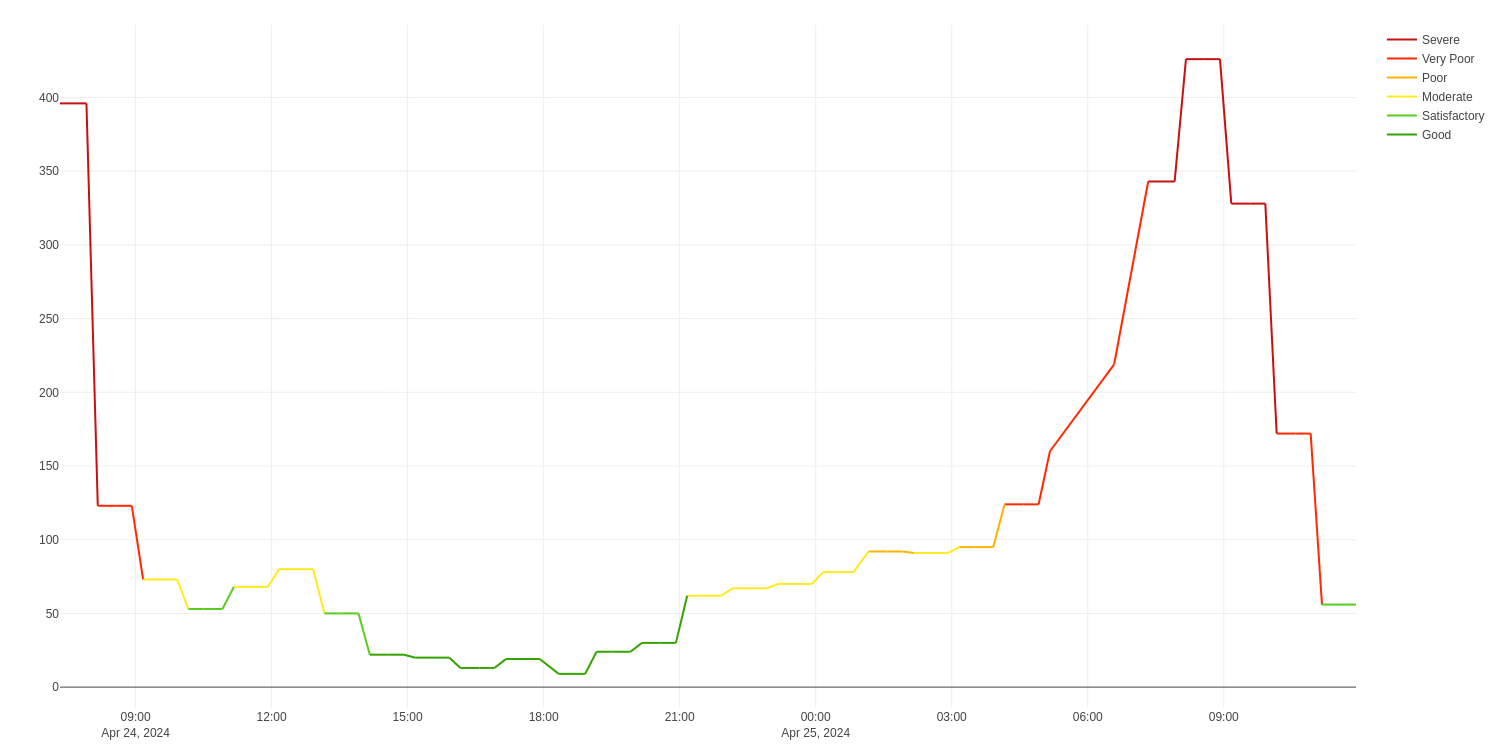 Severe
Very Poor
Poor
Moderate
Satisfactory
Good
400
350
300
250
200
150
100
50
0
09:00 12:00 15:00 18:00 21:00 00:00 03:00 06:00 09:00
Apr 24, 2024 Apr 25, 2024